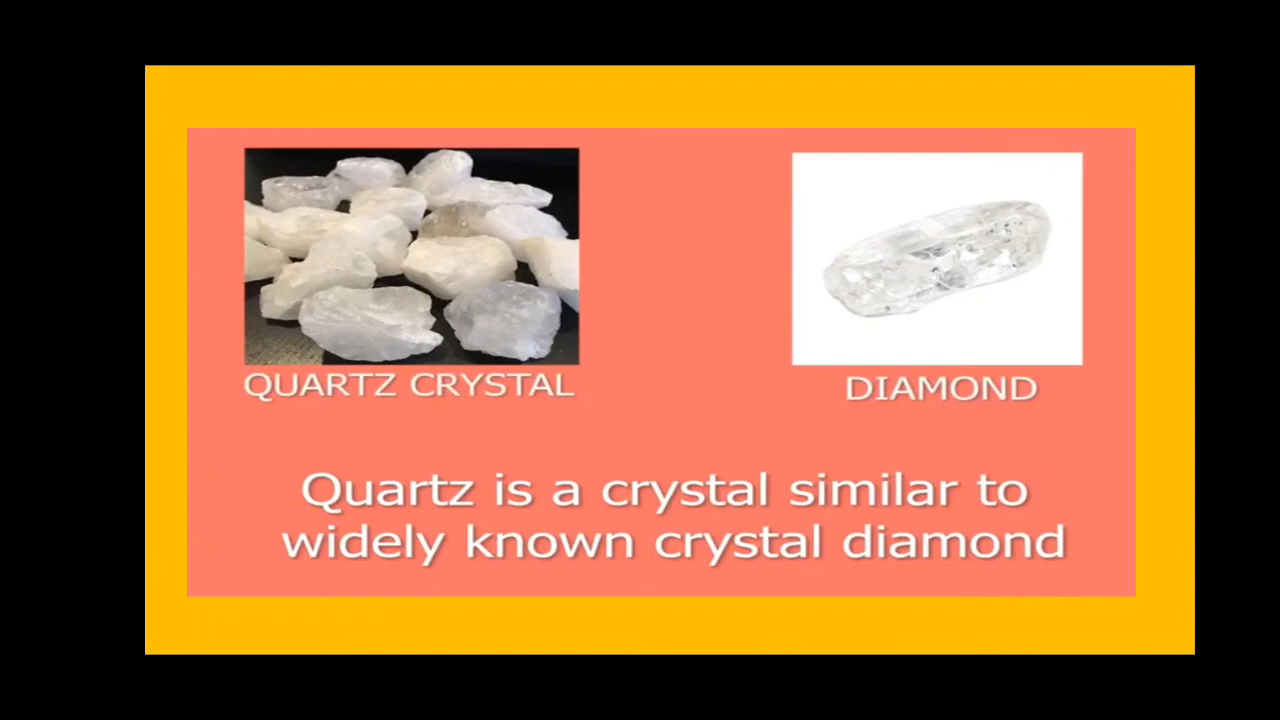 QUARTZ CRYSTAL
DIAMOND
Quartz is a crystal similar to
widely known crystal diamond